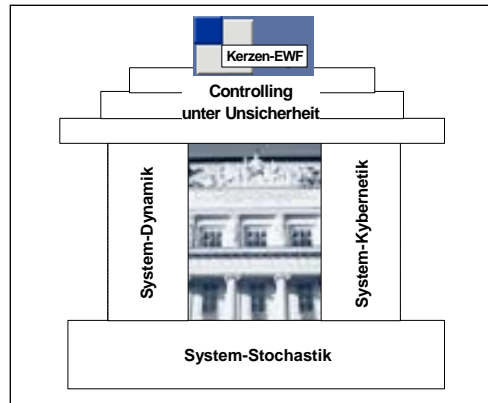 Kerzen-EWF
Controlling
unter Unsicherheit
System-Dynamik
System-Kybernetik
System-Stochastik